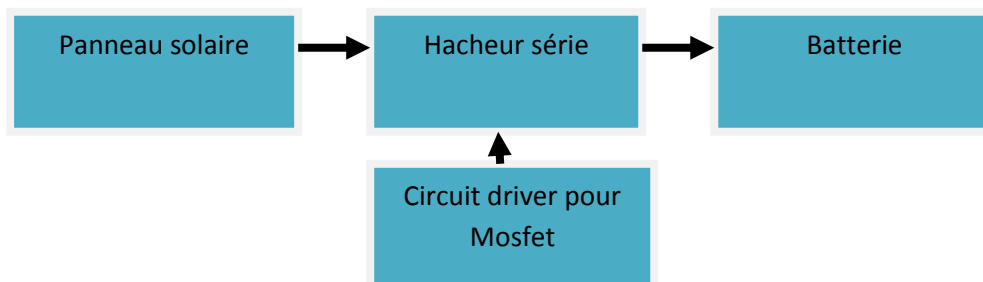 Panneau solaire
Hacheur série
Batterie
Circuit driver pour
Mosfet